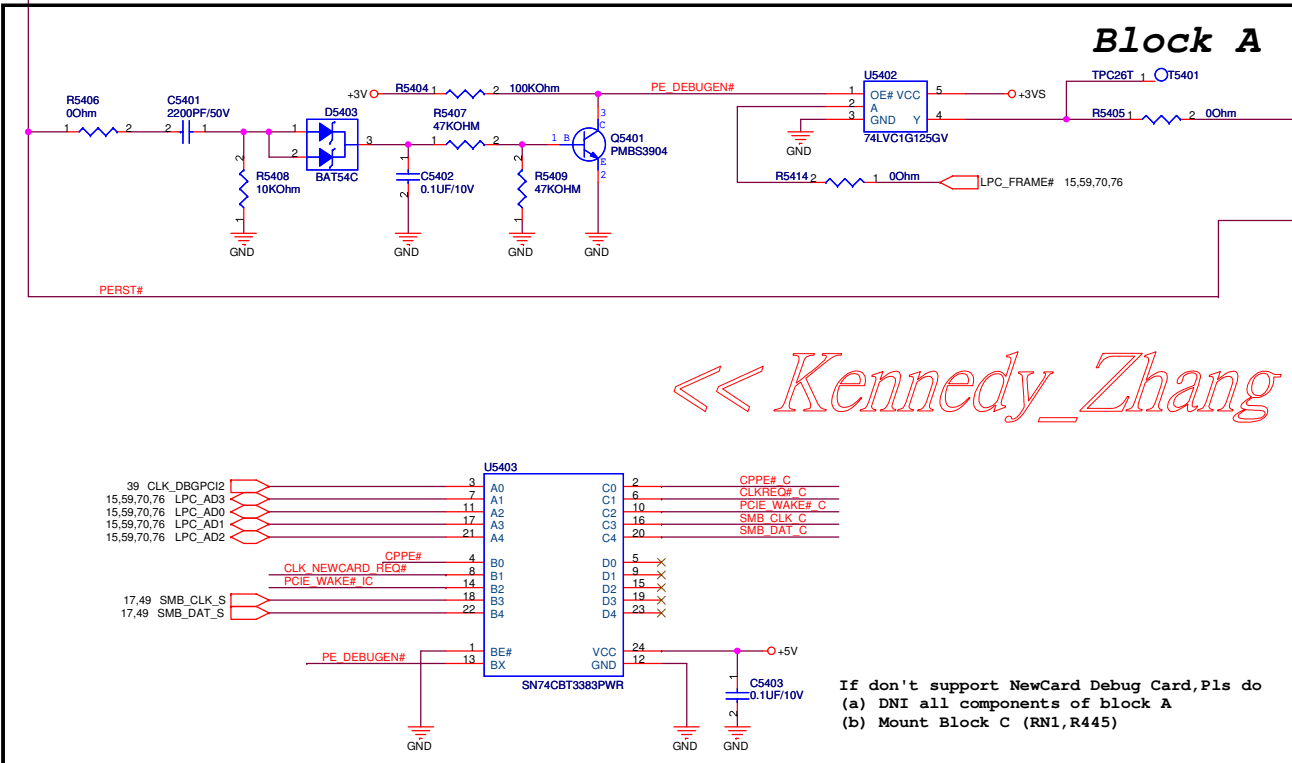 Block A
R5406
0Ohm
1 2
C5401
2200PF/50V
2 1
R5408
10KOhm
2
1
GND
D5403
1
2
3
BAT54C
C5402
0.1UF/10V
1
2
GND
+3V
R5404 1 2 100KOhm
R5407
47KOHM
1 2
R5409
47KOHM
2
1
GND
1 B
3
C
E
2
Q5401
PMBS3904
GND
PE_DEBUGEN#
U5402
1 OE# VCC 5
2 A
3 GND Y 4
74LVC1G125GV
GND
+3VS
TPC26T 1 T5401
R5405 1 2 0Ohm
R5414 2 1 0Ohm
LPC_FRAME# 15,59,70,76
PERST#
<< Kennedy_Zhang
U5403
39 CLK_DBGPCI2 3 A0 C0 2 CPPE#_C
15,59,70,76 LPC_AD3 7 A1 C1 6 CLKREQ#_C
15,59,70,76 LPC_AD0 11 A2 C2 10 PCIE_WAKE#_C
15,59,70,76 LPC_AD1 17 A3 C3 16 SMB_CLK_C
15,59,70,76 LPC_AD2 21 A4 C4 20 SMB_DAT_C
CPPE# 4 B0 D0 5
CLK_NEWCARD_REQ# 8 B1 D1 9
PCIE_WAKE#_IC 14 B2 D2 15
17,49 SMB_CLK_S 18 B3 D3 19
17,49 SMB_DAT_S 22 B4 D4 23
1 BE# VCC 24 +5V
PE_DEBUGEN# 13 BX GND 12
SN74CBT3383PWR
1
C5403
0.1UF/10V
2
GND
GND
GND
If don't support NewCard Debug Card,Pls do
(a) DNI all components of block A
(b) Mount Block C (RN1,R445)